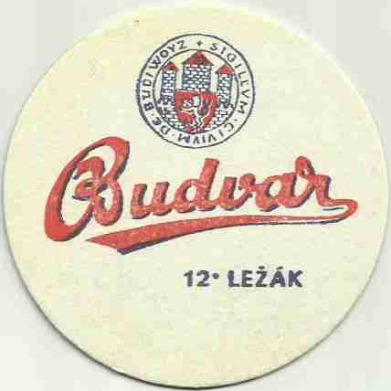 SIGILLVM · CIVIVM · DE · BUDIWOYZ +
Budvar
12° LEŽÁK